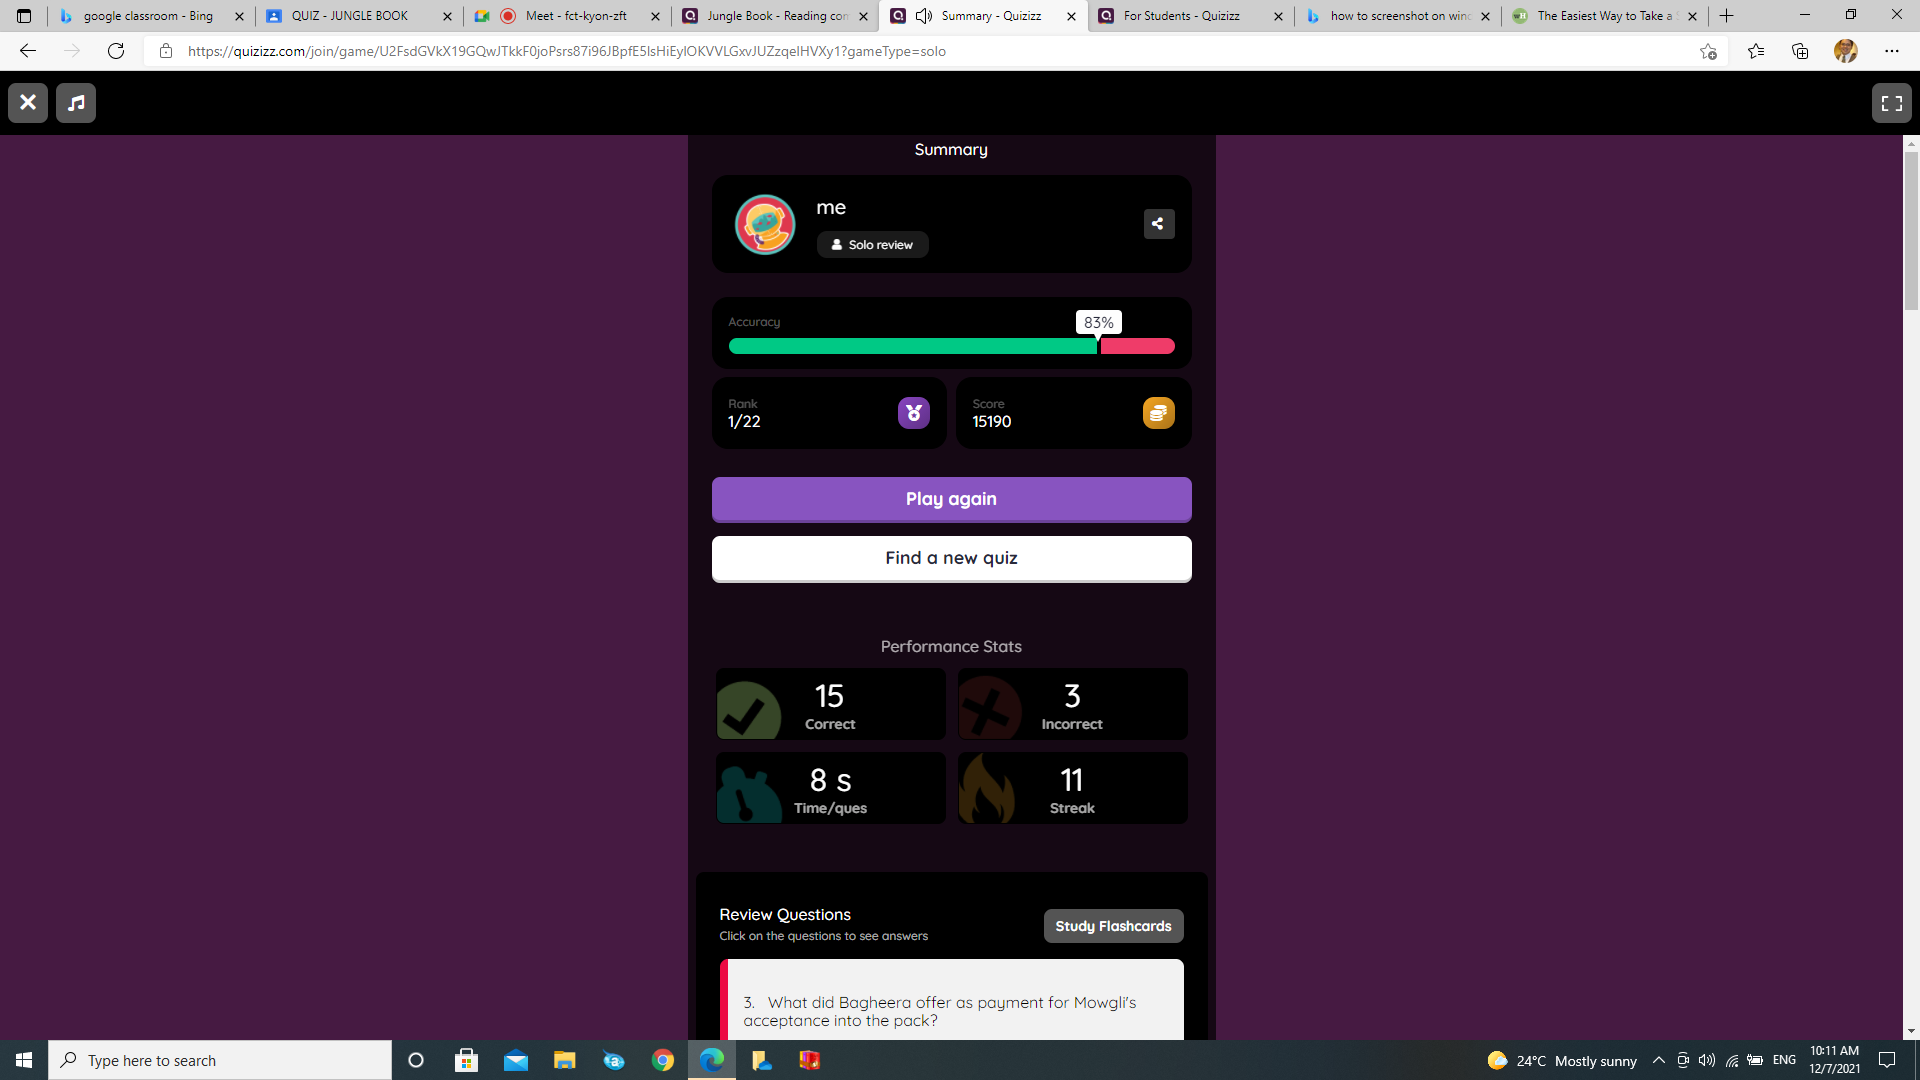 google classroom - Bing
QUIZ - JUNGLE BOOK
Meet - fct-kyon-zft
Jungle Book - Reading con
Summary - Quizizz
For Students - Quizizz
how to screenshot on winc
The Easiest Way to Take a S
https://quizizz.com/join/game/U2FsdGVkX19GQwJTkkF0joPsrs87i96JBpfE5IsHiEylOKVVLGxvJUZzqelHVXy1?gameType=solo
Summary
me
Solo review
Accuracy
83%
Rank
1/22
Score
15190
Play again
Find a new quiz
Performance Stats
15
Correct
3
Incorrect
8 s
Time/ques
11
Streak
Review Questions
Click on the questions to see answers
Study Flashcards
3. What did Bagheera offer as payment for Mowgli's
acceptance into the pack?
Type here to search
24°C Mostly sunny
ENG
10:11 AM
12/7/2021